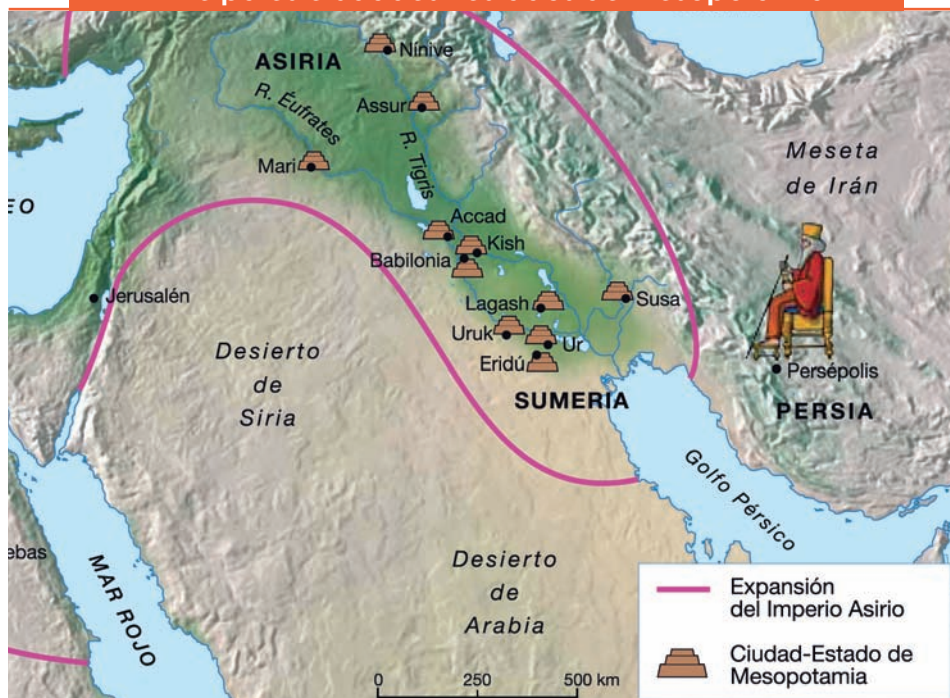 ASIRIA
Nínive
R. Éufrates
Assur
R. Tigris
Mari
Meseta
de Irán
EO
Accad
Kish
Babilonia
Jerusalén
Lagash
Susa
Uruk
Ur
Eridú
Desierto
de
Siria
SUMERIA
Persépolis
PERSIA
Golfo Pérsico
ebas
MAR ROJO
Desierto
de
Arabia
Expansión
del Imperio Asirio
Ciudad-Estado de
Mesopotamia
0 250 500 km